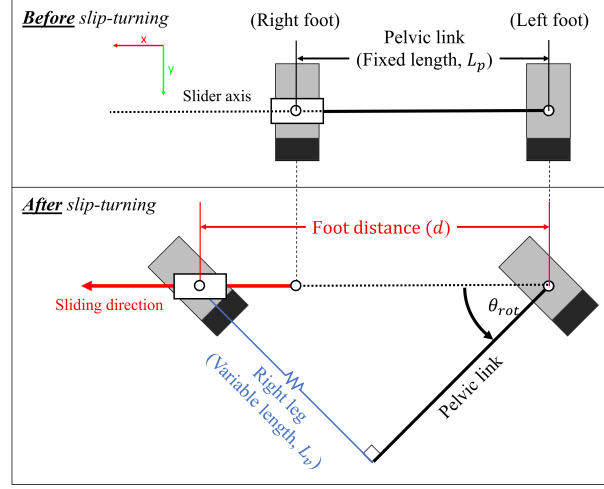 Before slip-turning
(Right foot)
(Left foot)
x
y
Pelvic link
(Fixed length, Lₚ)
Slider axis
After slip-turning
Foot distance (d)
Sliding direction
θrot
Right leg
(Variable length, Lᵥ)
Pelvic link